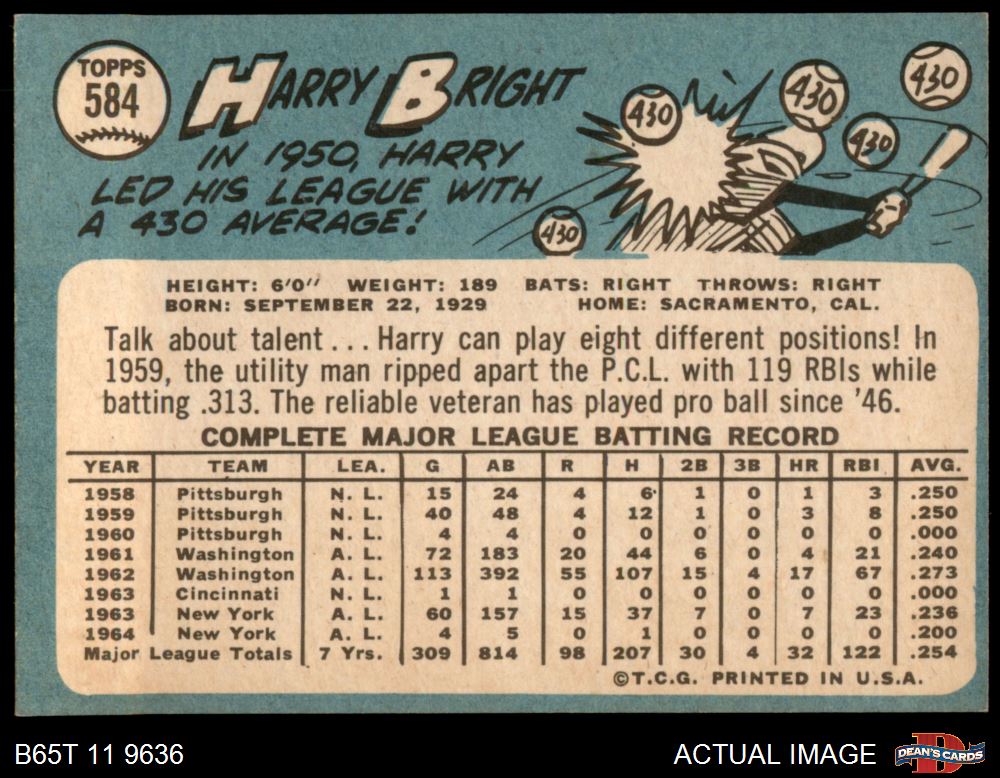 TOPPS
584
HARRY BRIGHT
IN 1950, HARRY
LED HIS LEAGUE WITH
A 430 AVERAGE!
430
430
430
430
430
HEIGHT: 6'0" WEIGHT: 189 BATS: RIGHT THROWS: RIGHT
BORN: SEPTEMBER 22, 1929 HOME: SACRAMENTO, CAL.
Talk about talent . . . Harry can play eight different positions! In
1959, the utility man ripped apart the P.C.L. with 119 RBIs while
batting .313. The reliable veteran has played pro ball since '46.
COMPLETE MAJOR LEAGUE BATTING RECORD
YEAR TEAM LEA. G AB R H 2B 3B HR RBI AVG.
1958 Pittsburgh N. L. 15 24 4 6 1 0 1 3 .250
1959 Pittsburgh N. L. 40 48 4 12 1 0 3 8 .250
1960 Pittsburgh N. L. 4 4 0 0 0 0 0 0 .000
1961 Washington A. L. 72 183 20 44 6 0 4 21 .240
1962 Washington A. L. 113 392 55 107 15 4 17 67 .273
1963 Cincinnati N. L. 1 1 0 0 0 0 0 0 .000
1963 New York A. L. 60 157 15 37 7 0 7 23 .236
1964 New York A. L. 4 5 0 1 0 0 0 0 .200
Major League Totals 7 Yrs. 309 814 98 207 30 4 32 122 .254
©T.C.G. PRINTED IN U.S.A.
B65T 11 9636
ACTUAL IMAGE
D
DEAN'S CARDS